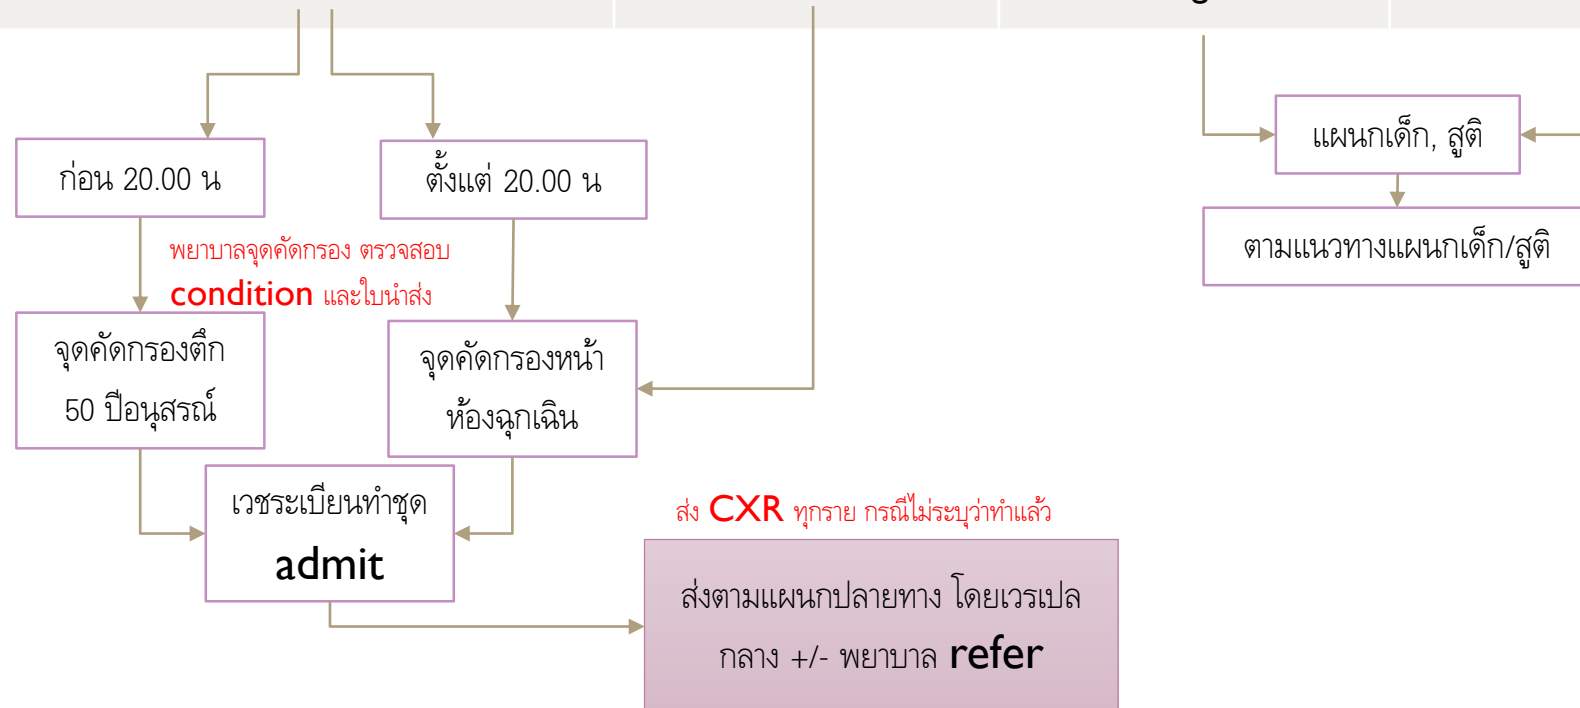 ก่อน 20.00 น
ตั้งแต่ 20.00 น
แผนกเด็ก, สูติ
ตามแนวทางแผนกเด็ก/สูติ
พยาบาลจุดคัดกรอง ตรวจสอบ
condition และใบนำส่ง
จุดคัดกรองตึก
50 ปีอนุสรณ์
จุดคัดกรองหน้า
ห้องฉุกเฉิน
เวชระเบียนทำชุด
admit
ส่ง CXR ทุกราย กรณีไม่ระบุว่าทำแล้ว
ส่งตามแผนกปลายทาง โดยเวรเปล
กลาง +/- พยาบาล refer